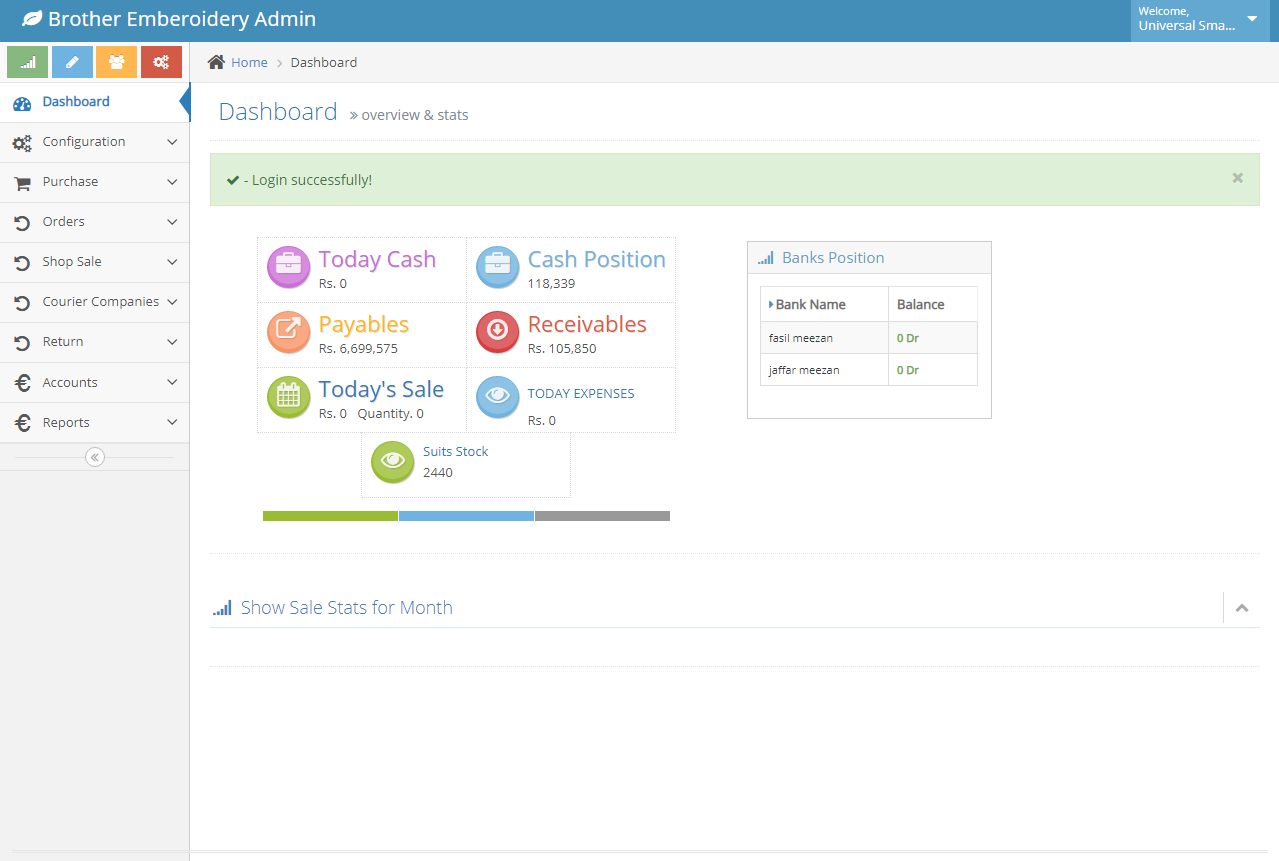 Brother Emberoidery Admin
Welcome,
Universal Sma...
Home
Dashboard
Dashboard
Configuration
Purchase
Orders
Shop Sale
Courier Companies
Return
Accounts
Reports
Dashboard » overview & stats
- Login successfully!
×
Today Cash
Rs. 0
Cash Position
118,339
Payables
Rs. 6,699,575
Receivables
Rs. 105,850
Today's Sale
Rs. 0 Quantity. 0
TODAY EXPENSES
Rs. 0
Suits Stock
2440
Banks Position
Bank Name Balance
fasil meezan 0 Dr
jaffar meezan 0 Dr
Show Sale Stats for Month